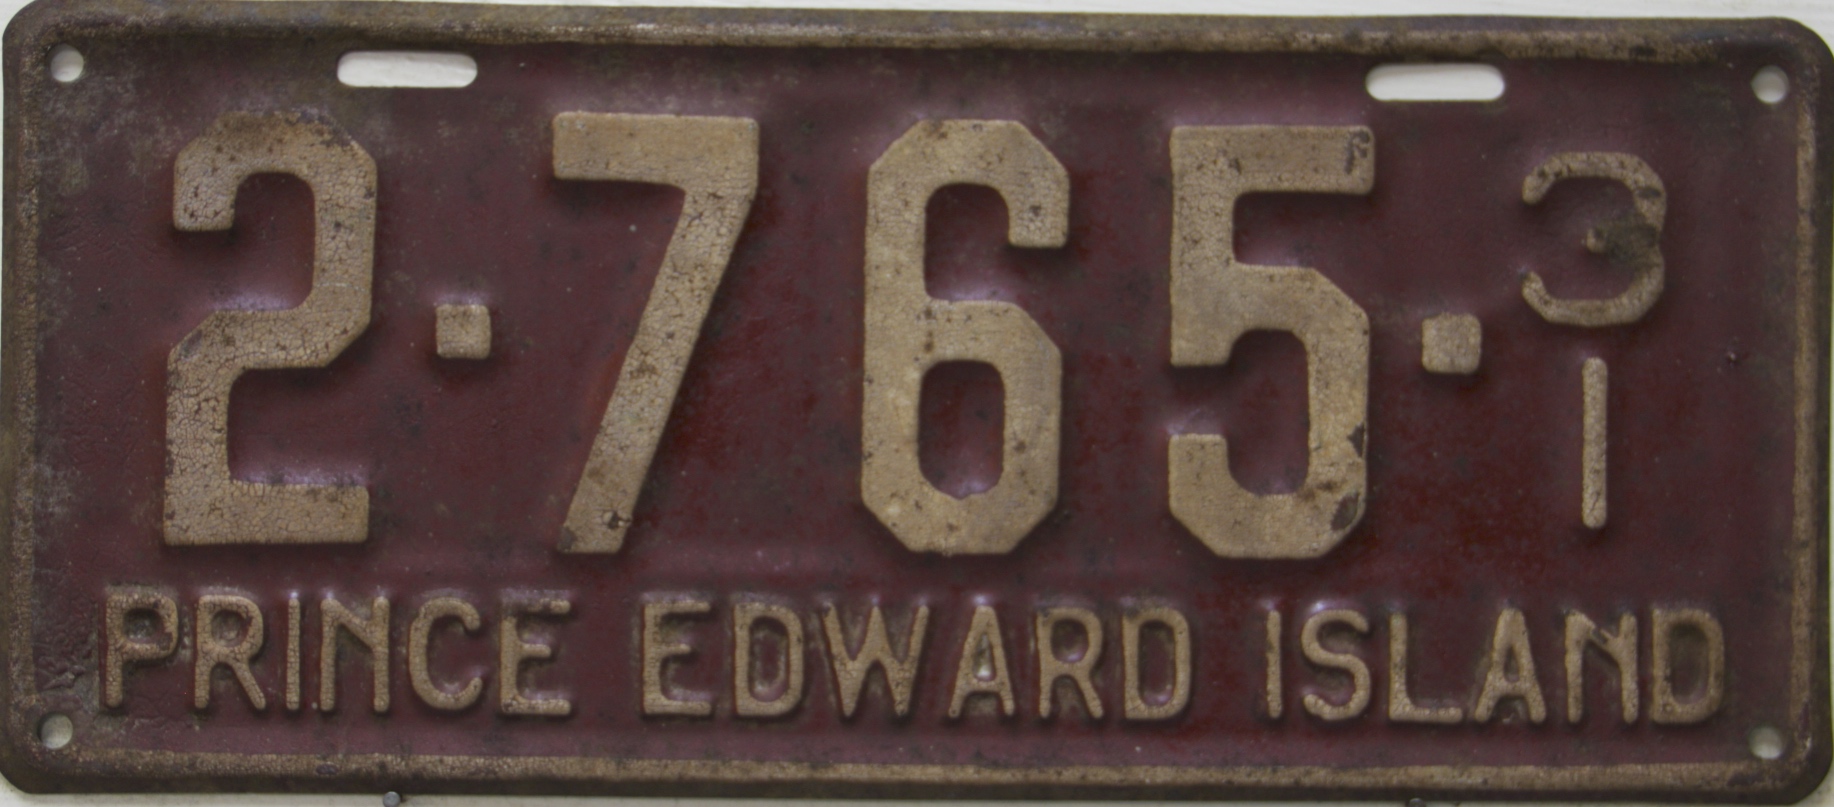 2·765·31
PRINCE EDWARD ISLAND